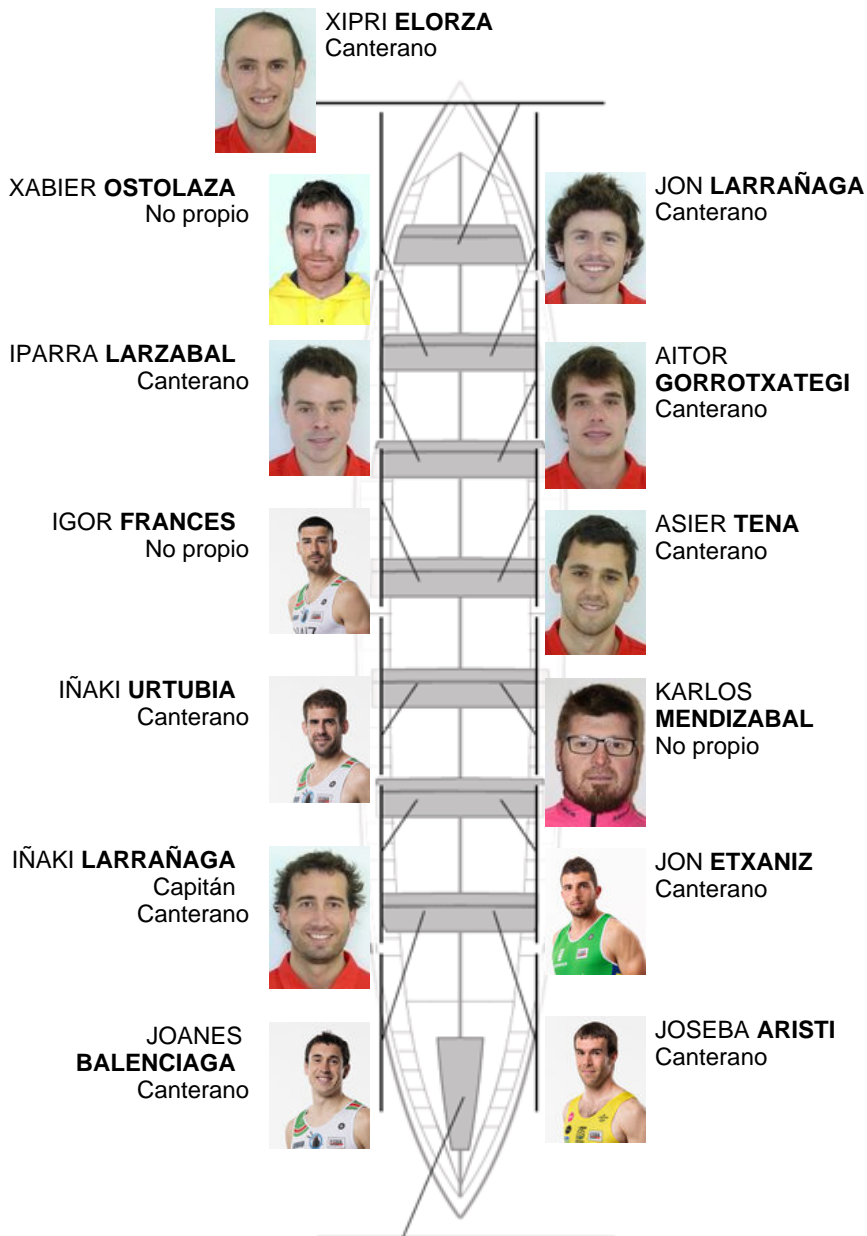 XIPRI ELORZA
Canterano
XABIER OSTOLAZA
No propio
JON LARRAÑAGA
Canterano
IPARRA LARZABAL
Canterano
AITOR
GORROTXATEGI
Canterano
IGOR FRANCES
No propio
ASIER TENA
Canterano
IÑAKI URTUBIA
Canterano
KARLOS
MENDIZABAL
No propio
IÑAKI LARRAÑAGA
Capitán
Canterano
JON ETXANIZ
Canterano
JOANES
BALENCIAGA
Canterano
JOSEBA ARISTI
Canterano